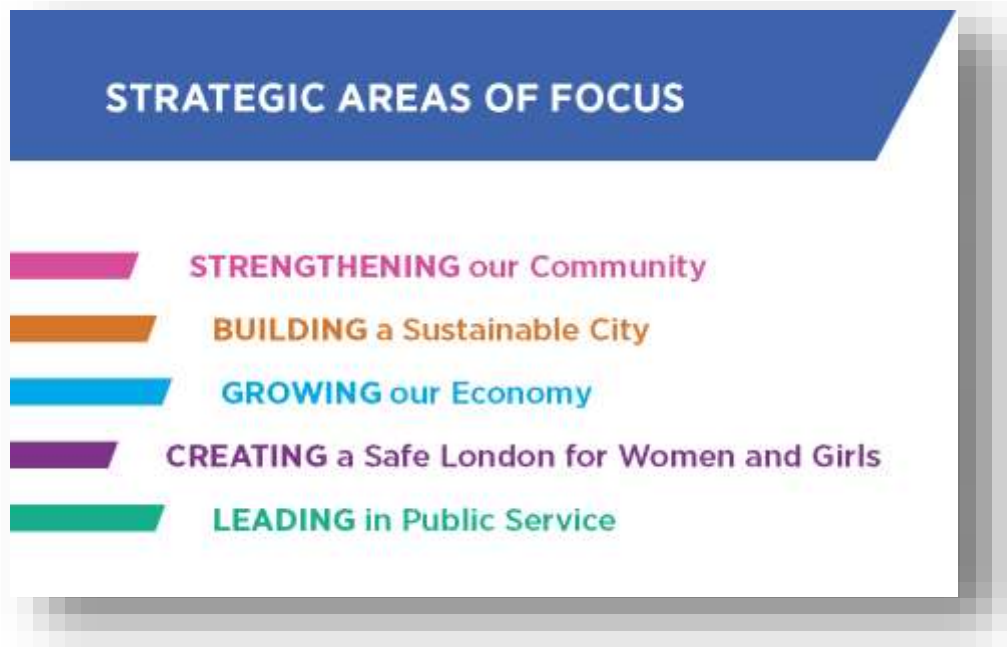 STRATEGIC AREAS OF FOCUS
STRENGTHENING our Community
BUILDING a Sustainable City
GROWING our Economy
CREATING a Safe London for Women and Girls
LEADING in Public Service